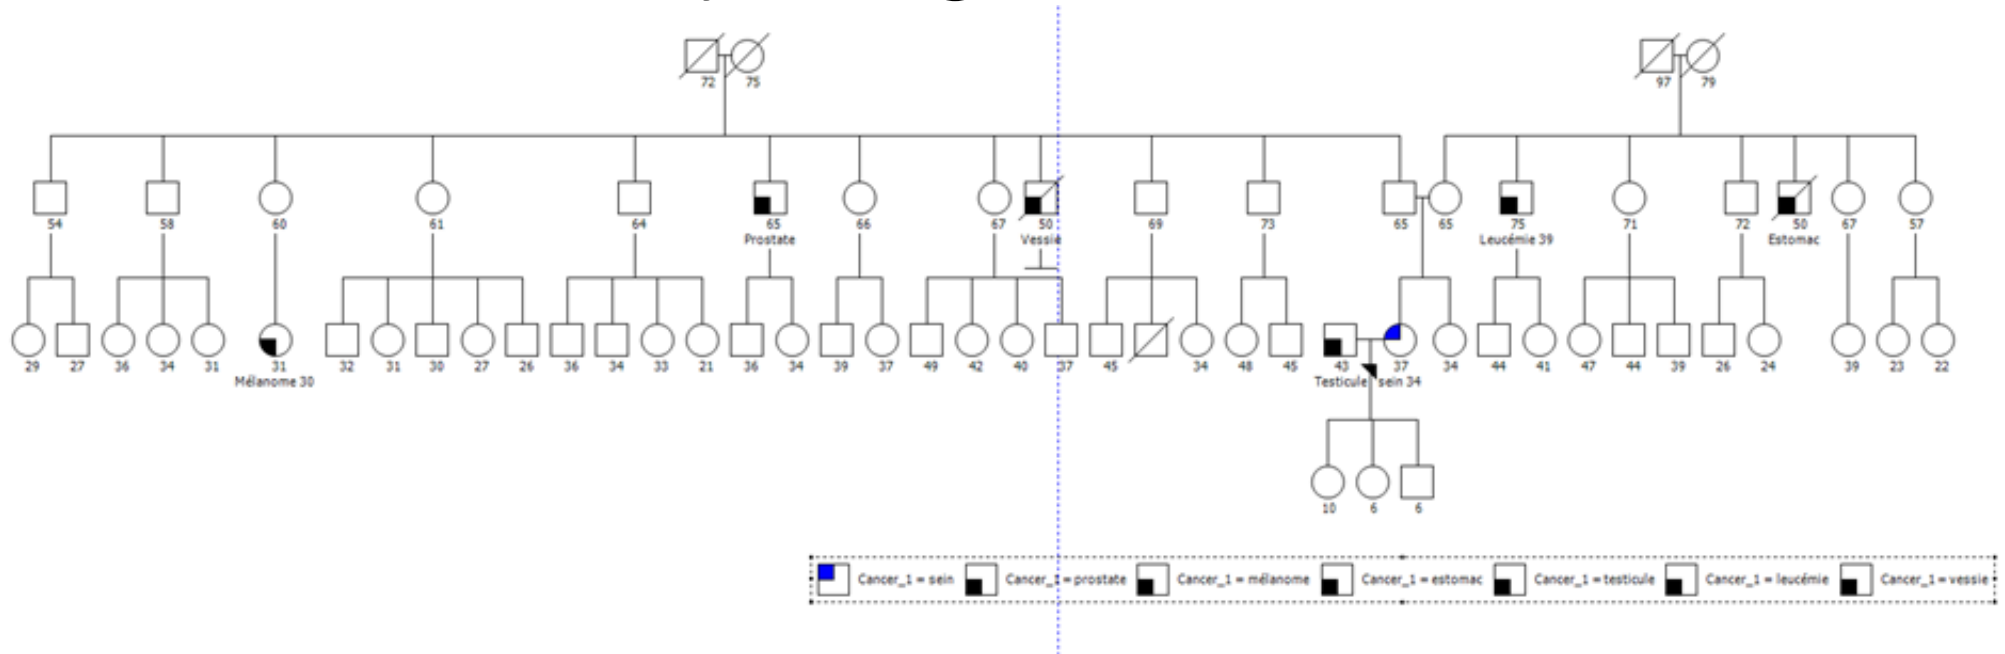 72 75 97 79
54 58 60 61 64 65 66 67 50 69 73 65 65 75 71 72 50 67 57
Prostate Vessie Leucémie 39 Estomac
29 27 36 34 31 31 32 31 30 27 26 36 34 33 21 36 34 39 37 49 42 40 37 45 34 48 45 43 37 34 44 41 47 44 39 26 24 39 23 22
Mélanome 30 Testicule sein 34
10 6 6
Cancer_1 = sein Cancer_1 = prostate Cancer_1 = mélanome Cancer_1 = estomac Cancer_1 = testicule Cancer_1 = leucémie Cancer_1 = vessie